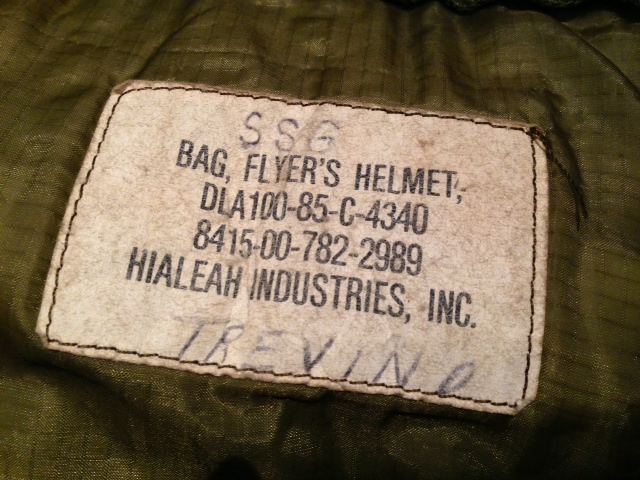 SSG
BAG, FLYER'S HELMET,
DLA100-85-C-4340
8415-00-782-2989
HIALEAH INDUSTRIES, INC.
TREVINO